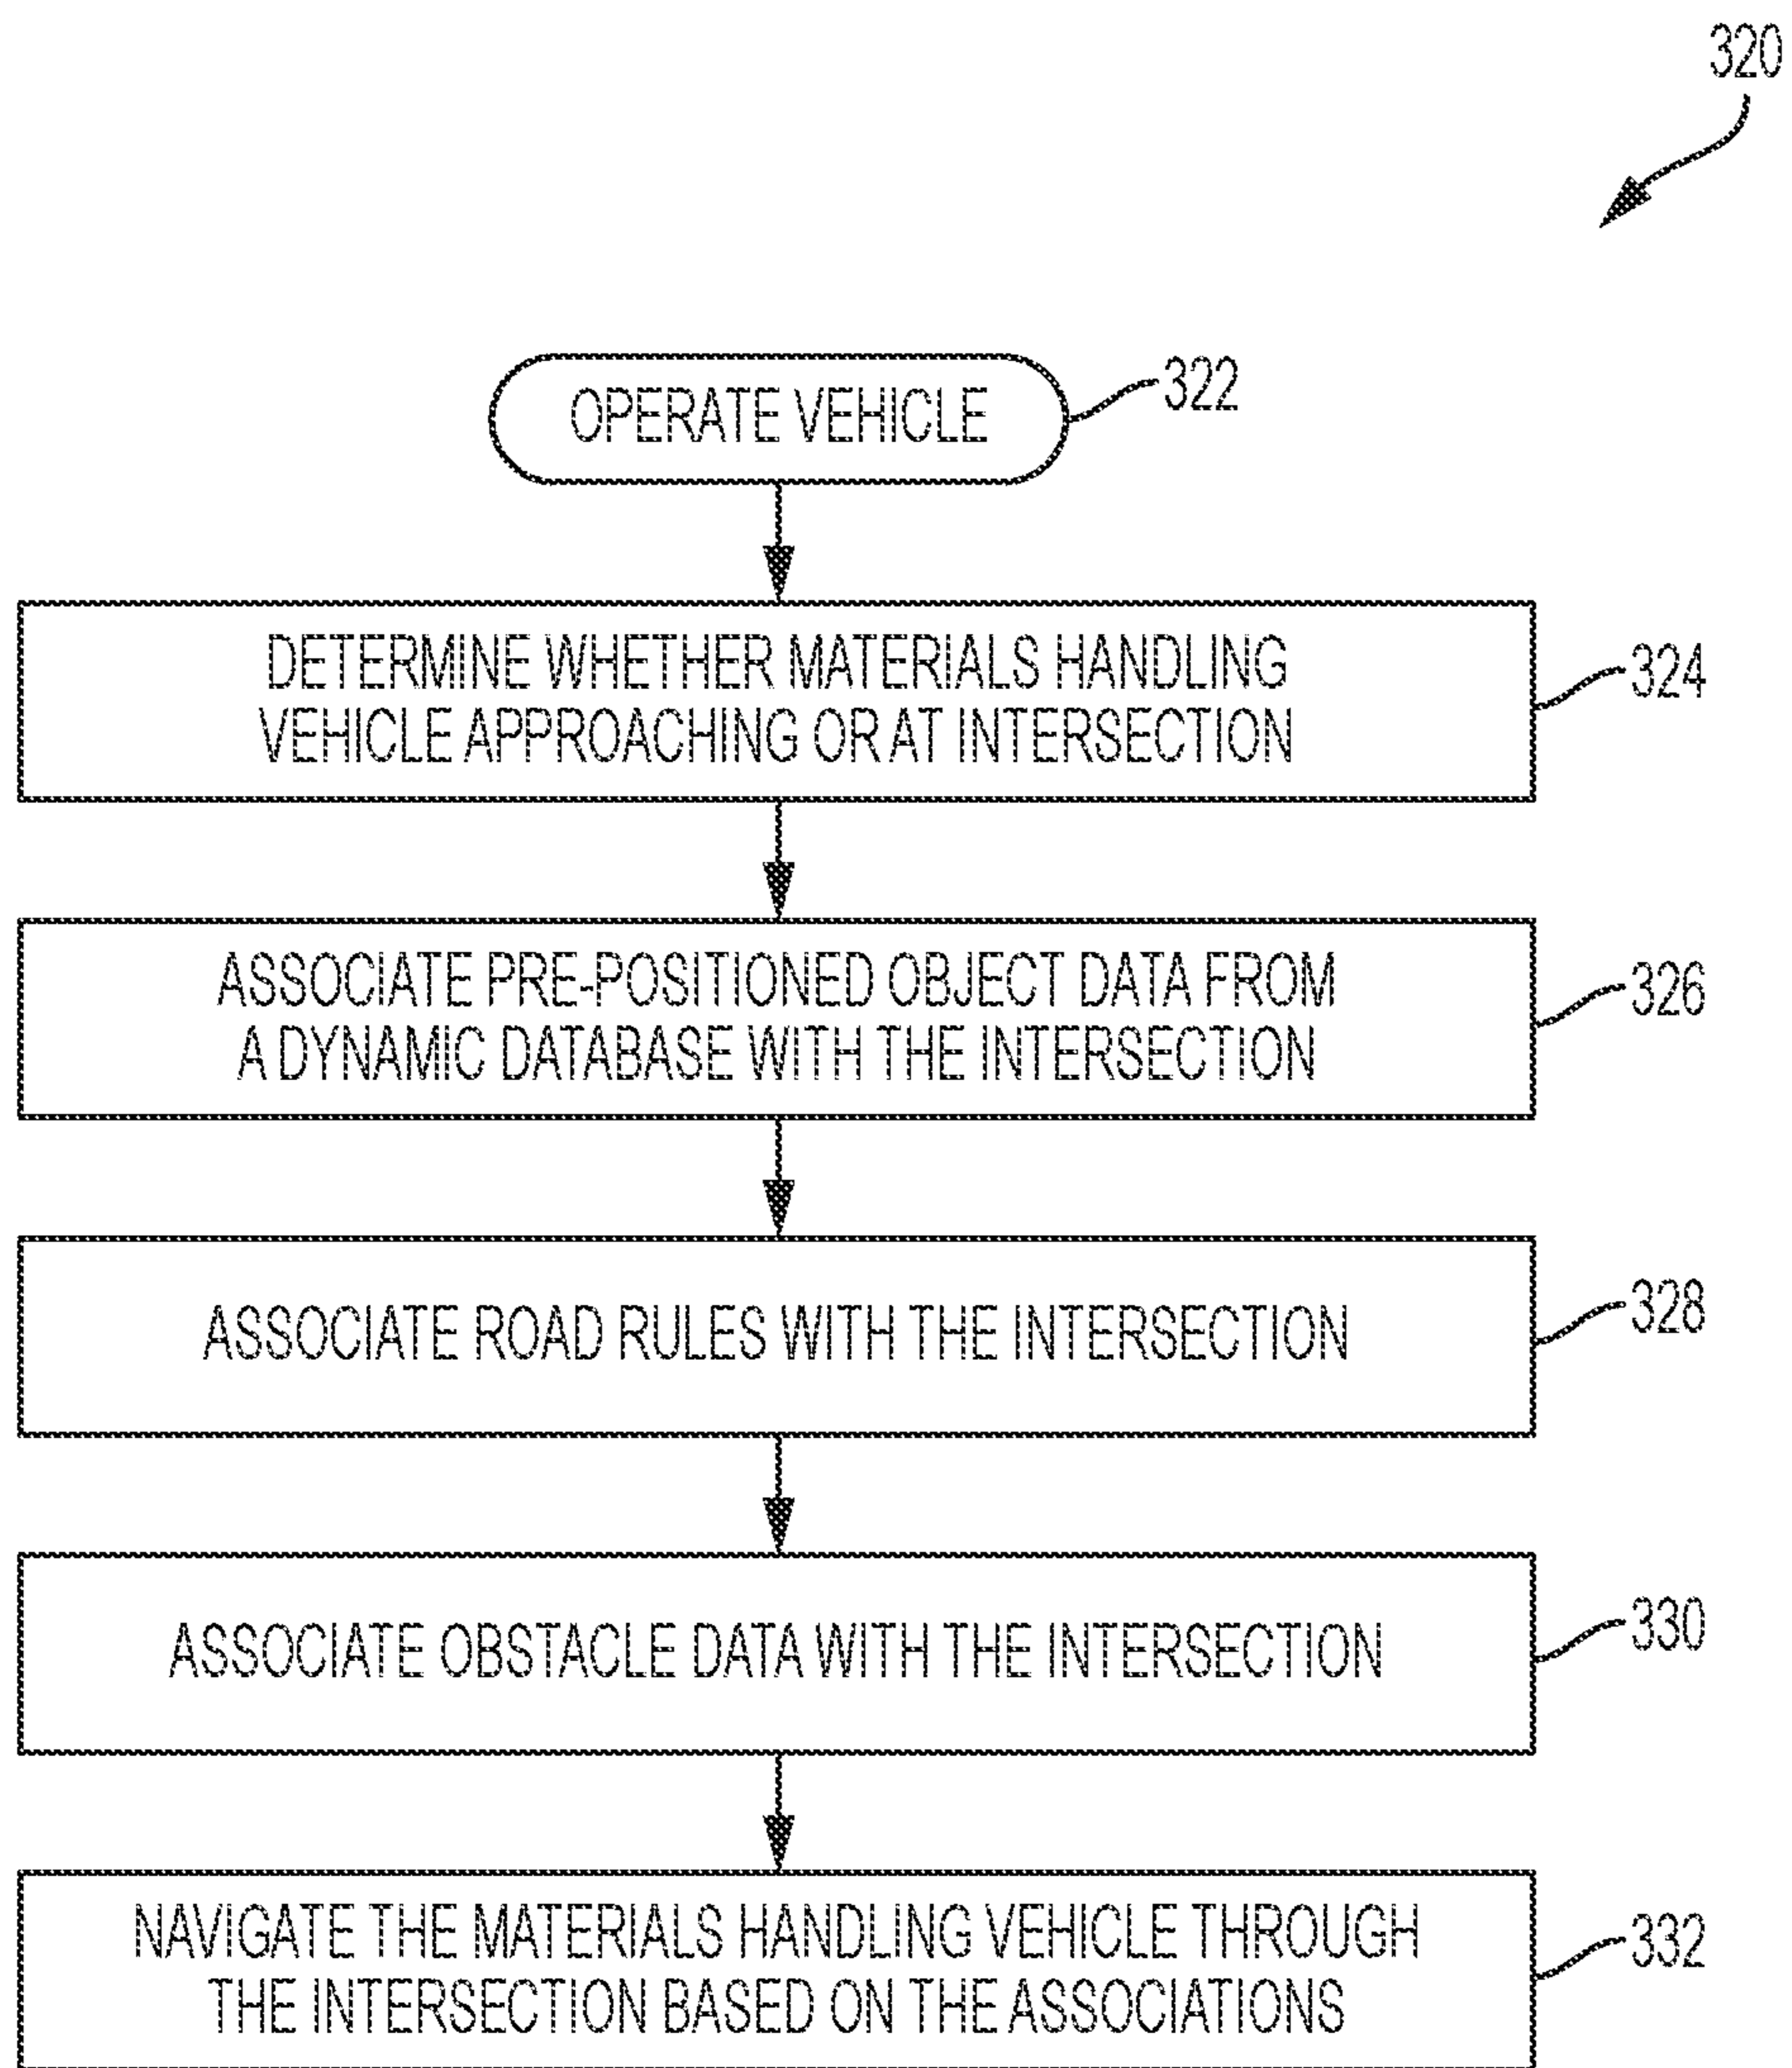 320
OPERATE VEHICLE
322
DETERMINE WHETHER MATERIALS HANDLING
VEHICLE APPROACHING OR AT INTERSECTION
324
ASSOCIATE PRE-POSITIONED OBJECT DATA FROM
A DYNAMIC DATABASE WITH THE INTERSECTION
326
ASSOCIATE ROAD RULES WITH THE INTERSECTION
328
ASSOCIATE OBSTACLE DATA WITH THE INTERSECTION
330
NAVIGATE THE MATERIALS HANDLING VEHICLE THROUGH
THE INTERSECTION BASED ON THE ASSOCIATIONS
332